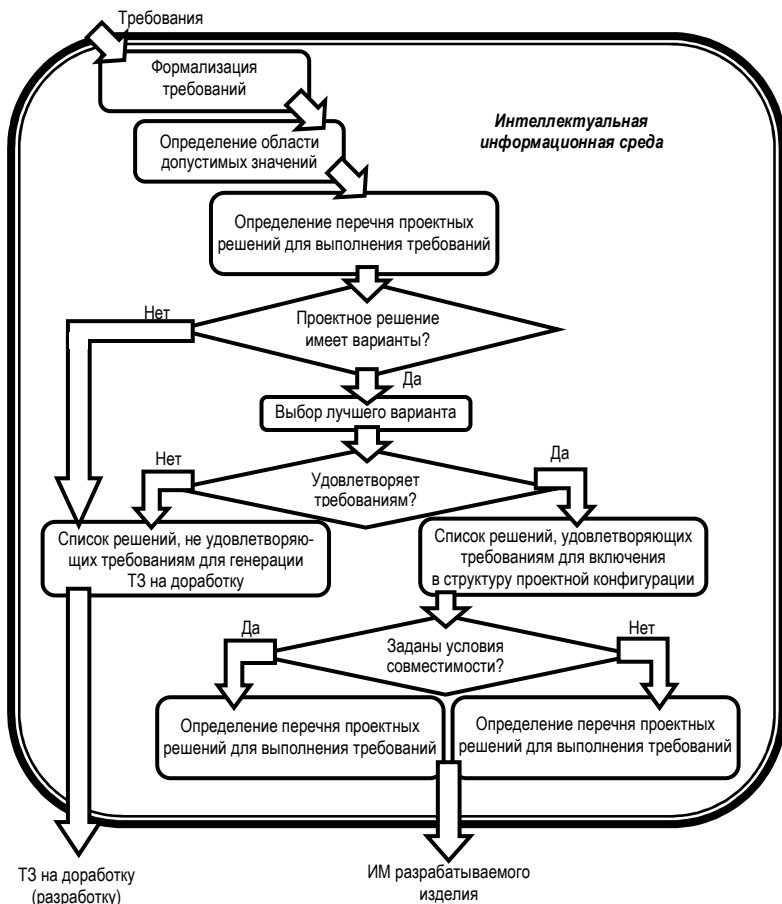 Требования
Формализация
требований
Интеллектуальная
информационная среда
Определение области
допустимых значений
Определение перечня проектных
решений для выполнения требований
Нет
Проектное решение
имеет варианты?
Да
Выбор лучшего варианта
Нет
Да
Удовлетворяет
требованиям?
Список решений, не удовлетворяю-
щих требованиям для генерации
ТЗ на доработку
Список решений, удовлетворяющих
требованиям для включения
в структуру проектной конфигурации
Да
Нет
Заданы условия
совместимости?
Определение перечня проектных
решений для выполнения требований
Определение перечня проектных
решений для выполнения требований
ТЗ на доработку
(разработку)
ИМ разрабатываемого
изделия